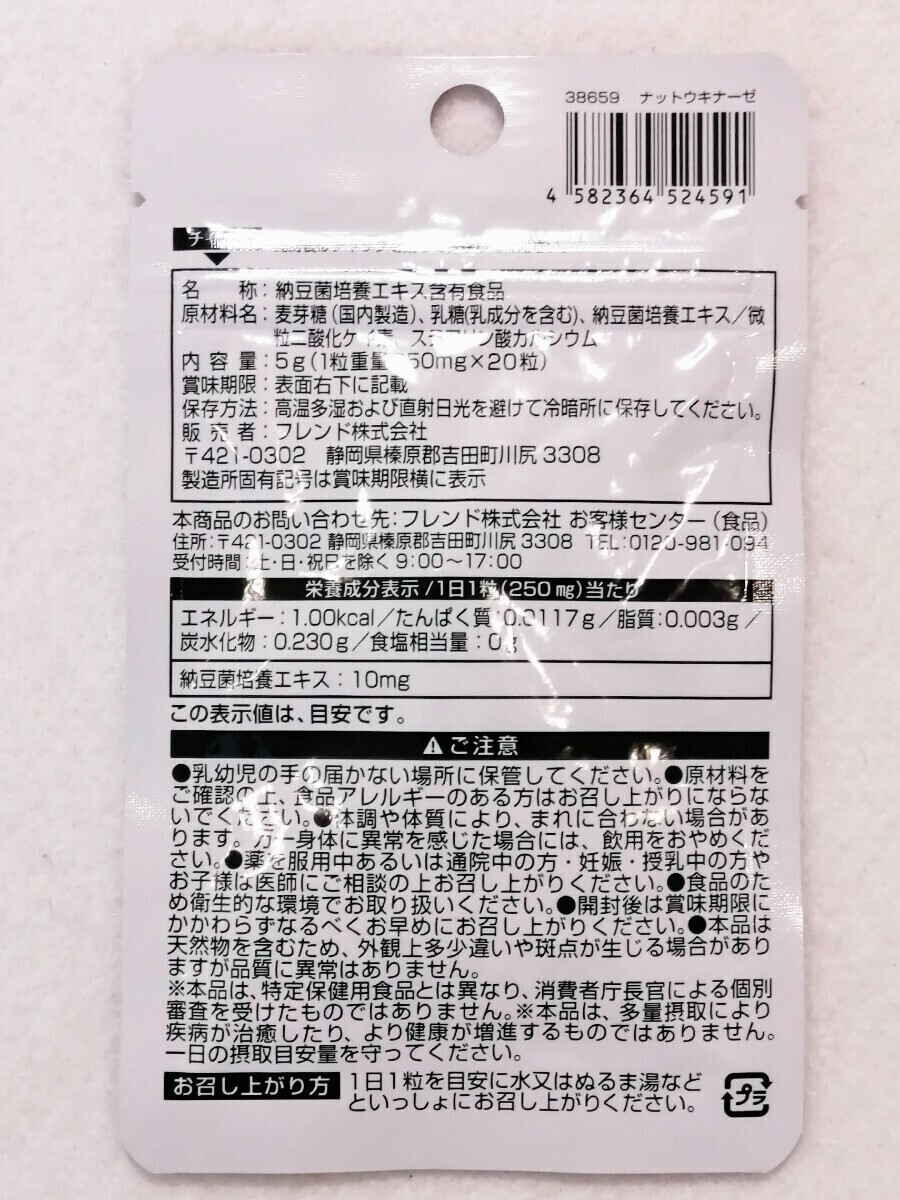 38659 ナットウキナーゼ
4 582364 524591
名 称：納豆菌培養エキス含有食品
原材料名：麦芽糖(国内製造)、乳糖(乳成分を含む)、納豆菌培養エキス／微
粒二酸化ケイ素、ステアリン酸カルシウム
内 容 量：5g(1粒重量250mg×20粒)
賞味期限：表面右下に記載
保存方法：高温多湿および直射日光を避けて冷暗所に保存してください。
販 売 者：フレンド株式会社
〒421-0302 静岡県榛原郡吉田町川尻3308
製造所固有記号は賞味期限横に表示
本商品のお問い合わせ先：フレンド株式会社 お客様センター(食品)
住所：〒421-0302 静岡県榛原郡吉田町川尻3308 TEL：0120-981-094
受付時間：土・日・祝日を除く 9：00〜17：00
栄養成分表示／1日1粒(250㎎)当たり
エネルギー：1.00kcal／たんぱく質：0.0117g／脂質：0.003g／
炭水化物：0.230g／食塩相当量：0g
納豆菌培養エキス：10mg
この表示値は、目安です。
⚠ご注意
●乳幼児の手の届かない場所に保管してください。●原材料を
ご確認の上、食品アレルギーのある方はお召し上がりにならな
いでください。●体調や体質により、まれに合わない場合があ
ります。万一身体に異常を感じた場合には、飲用をおやめくだ
さい。●薬を服用中あるいは通院中の方・妊娠・授乳中の方や
お子様は医師にご相談の上お召し上がりください。●食品のた
め衛生的な環境でお取り扱いください。●開封後は賞味期限に
かかわらずなるべくお早めにお召し上がりください。●本品は
天然物を含むため、外観上多少違いや斑点が生じる場合があり
ますが品質に異常はありません。
※本品は、特定保健用食品とは異なり、消費者庁長官による個別
審査を受けたものではありません。※本品は、多量摂取により
疾病が治癒したり、より健康が増進するものではありません。
一日の摂取目安量を守ってください。
お召し上がり方 1日1粒を目安に水又はぬるま湯など
といっしょにお召し上がりください。
プラ